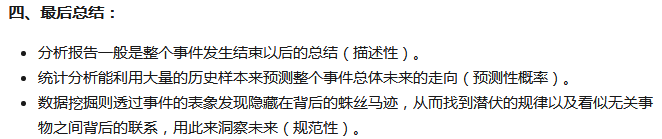 四、最后总结：
• 分析报告一般是整个事件发生结束以后的总结（描述性）。
• 统计分析能利用大量的历史样本来预测整个事件总体未来的走向（预测性概率）。
• 数据挖掘则透过事件的表象发现隐藏在背后的蛛丝马迹，从而找到潜伏的规律以及看似无关事
物之间背后的联系，用此来洞察未来（规范性）。